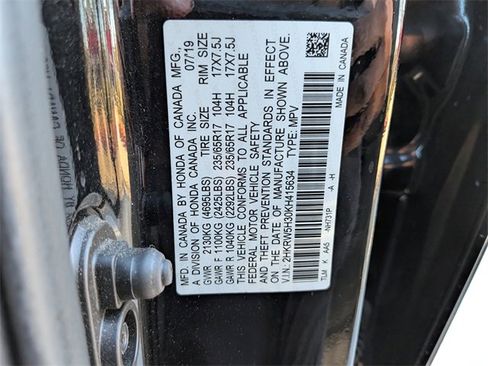 MFD. BY HONDA OF CANADA MFG., 07/19
A DIVISION OF HONDA CANADA INC.
TIRE SIZE RIM SIZE
GVWR 2130KG (4695LBS)
GAWR F 1100KG (2425LBS) 235/65R17 104H 17X7.5J
GAWR R 1040KG (2292LBS) 235/65R17 104H 17X7.5J
THIS VEHICLE CONFORMS TO ALL APPLICABLE
FEDERAL MOTOR VEHICLE SAFETY
AND THEFT PREVENTION STANDARDS IN EFFECT
ON THE DATE OF MANUFACTURE SHOWN ABOVE.
V.I.N.: 2HKRW5H30KH415634 TYPE: MPV
TLM K AA5 -NH731P -A -H
MADE IN CANADA